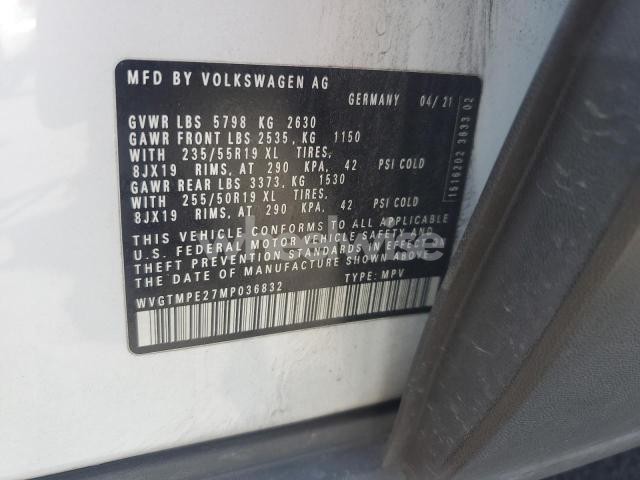 MFD BY VOLKSWAGEN AG
GERMANY 04/21
GVWR LBS 5798 KG 2630
GAWR FRONT LBS 2535, KG 1150
WITH 235/55R19 XL TIRES,
8JX19 RIMS, AT 290 KPA, 42 PSI COLD
GAWR REAR LBS 3373, KG 1530
WITH 255/50R19 XL TIRES,
8JX19 RIMS, AT 290 KPA, 42 PSI COLD
THIS VEHICLE CONFORMS TO ALL APPLICABLE
U.S. FEDERAL MOTOR VEHICLE SAFETY AND
THEFT PREVENTION STANDARDS IN EFFECT
ON THE DATE OF MANUFACTURE SHOWN ABOVE.
WVGTMPE27MP036832
TYPE: MPV
1516202 3833 02